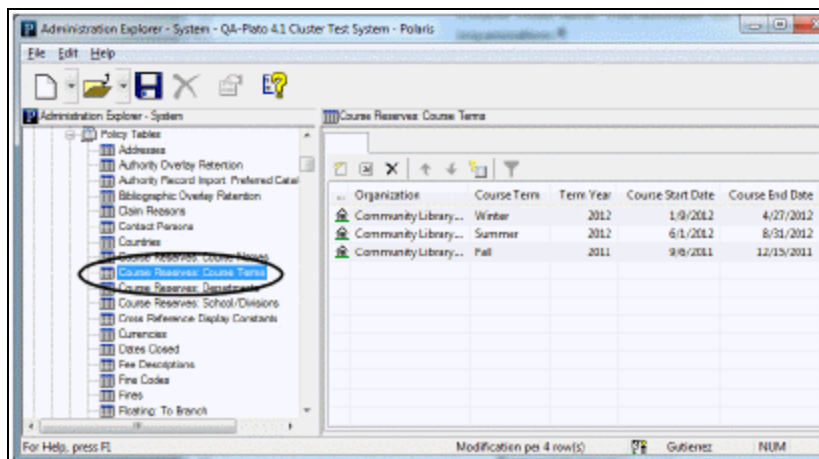 Administration Explorer - System - QA-Plato 4.1 Cluster Test System - Polaris
File Edit Help
Administration Explorer - System
Policy Tables
Addresses
Authority Overlay Retention
Authority Record Import: Preferred Catal
Bibliographic Overlay Retention
Claim Reasons
Contact Persons
Countries
Course Reserves: Course Names
Course Reserves: Course Terms
Course Reserves: Departments
Course Reserves: School/Divisions
Cross Reference Display Constants
Currencies
Dates Closed
Fee Descriptions
Fine Codes
Fines
Floating: To Branch
Course Reserves: Course Terms
... Organization Course Term Term Year Course Start Date Course End Date
Community Library... Winter 2012 1/9/2012 4/27/2012
Community Library... Summer 2012 6/1/2012 8/31/2012
Community Library... Fall 2011 9/6/2011 12/15/2011
For Help, press F1 Modification per 4 row(s) Gutierrez NUM